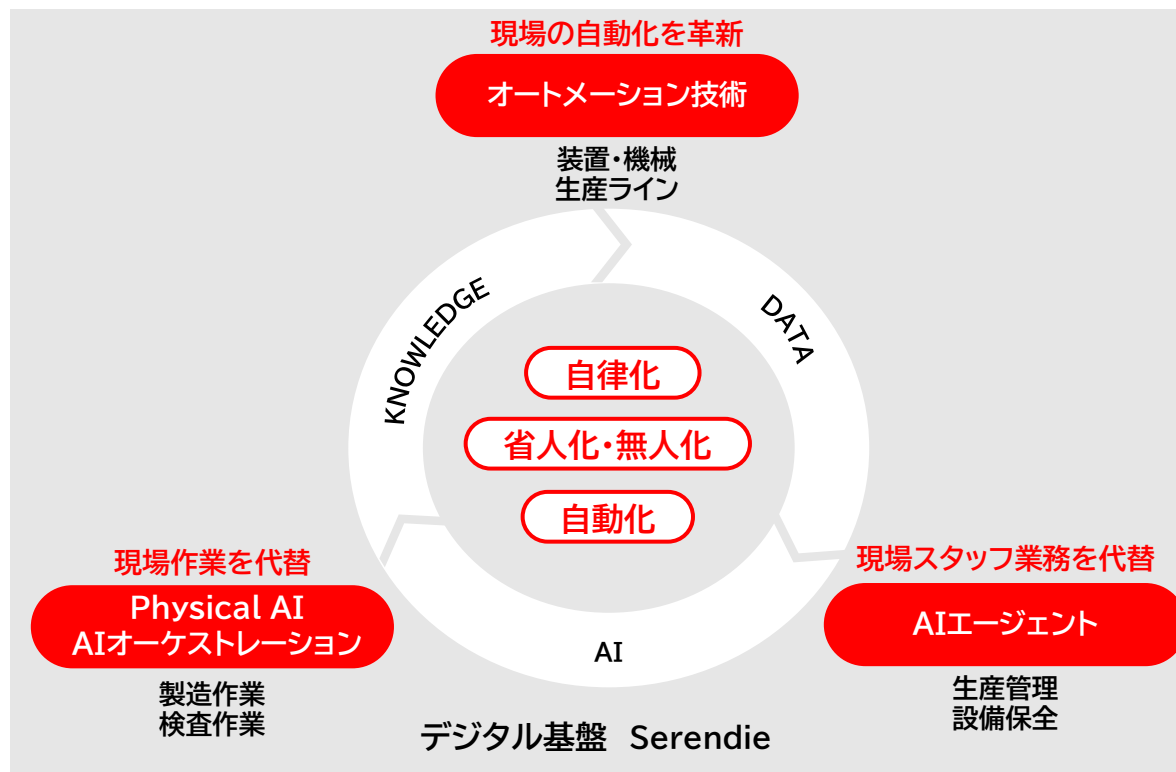 現場の自動化を革新
オートメーション技術
装置・機械
生産ライン
KNOWLEDGE
DATA
自律化
省人化・無人化
自動化
現場作業を代替
Physical AI
AIオーケストレーション
製造作業
検査作業
現場スタッフ業務を代替
AIエージェント
生産管理
設備保全
AI
デジタル基盤 Serendie